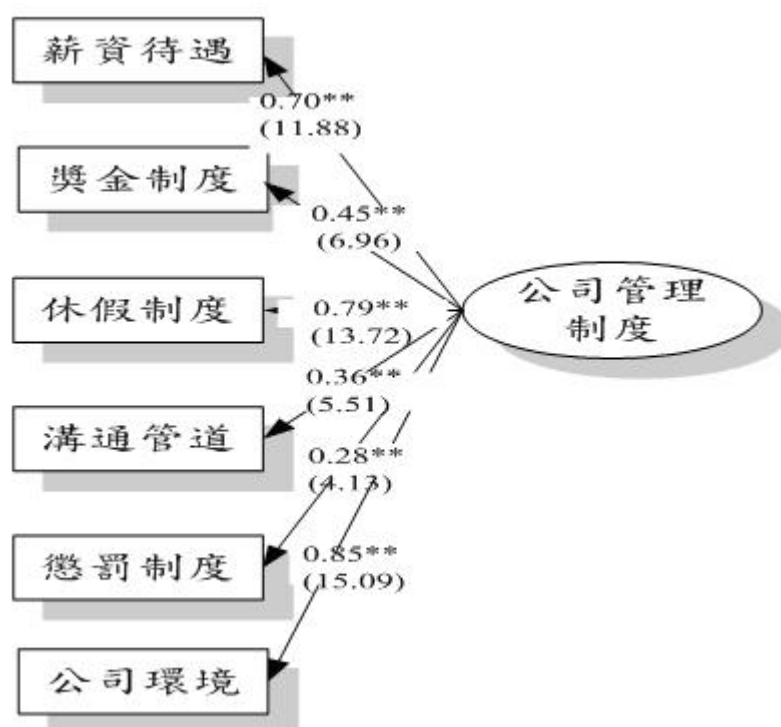 薪資待遇
0.70**
(11.88)
獎金制度
0.45**
(6.96)
休假制度
0.79**
(13.72)
公司管理
制度
0.36**
(5.51)
溝通管道
0.28**
(4.13)
懲罰制度
0.85**
(15.09)
公司環境